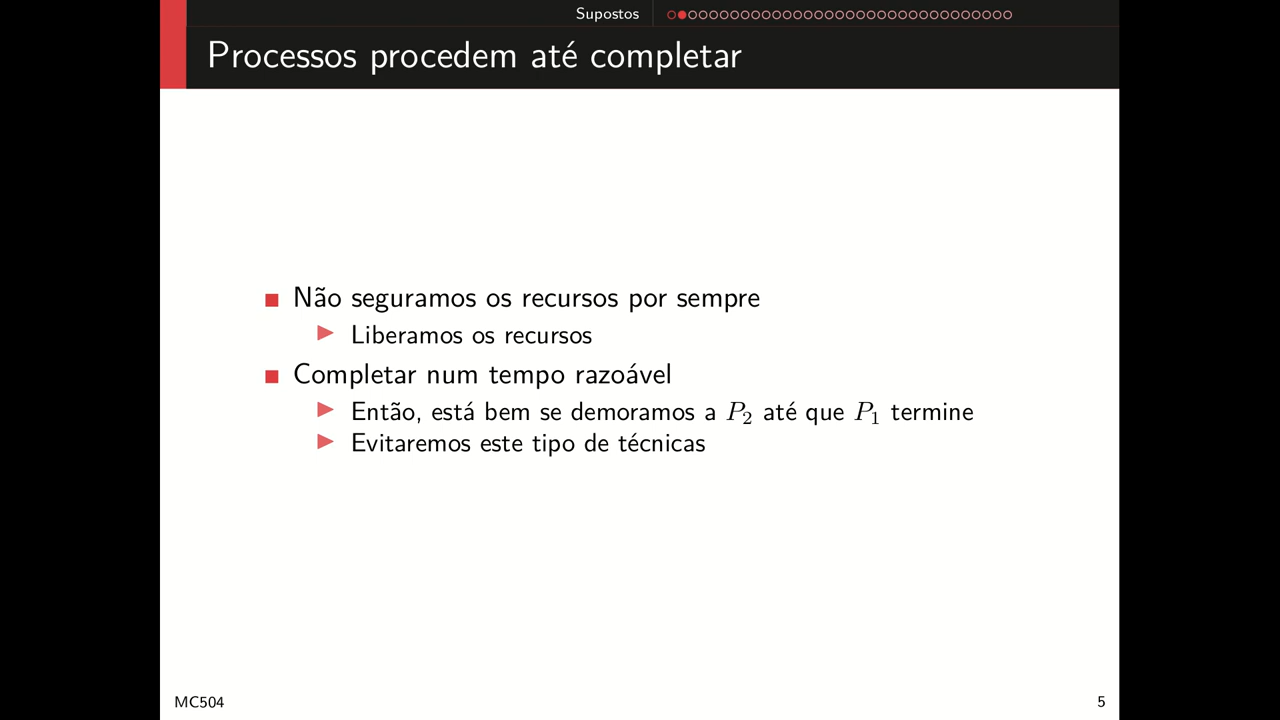 Supostos
Processos procedem até completar
Não seguramos os recursos por sempre
Liberamos os recursos
Completar num tempo razoável
Então, está bem se demoramos a P₂ até que P₁ termine
Evitaremos este tipo de técnicas
MC504
5